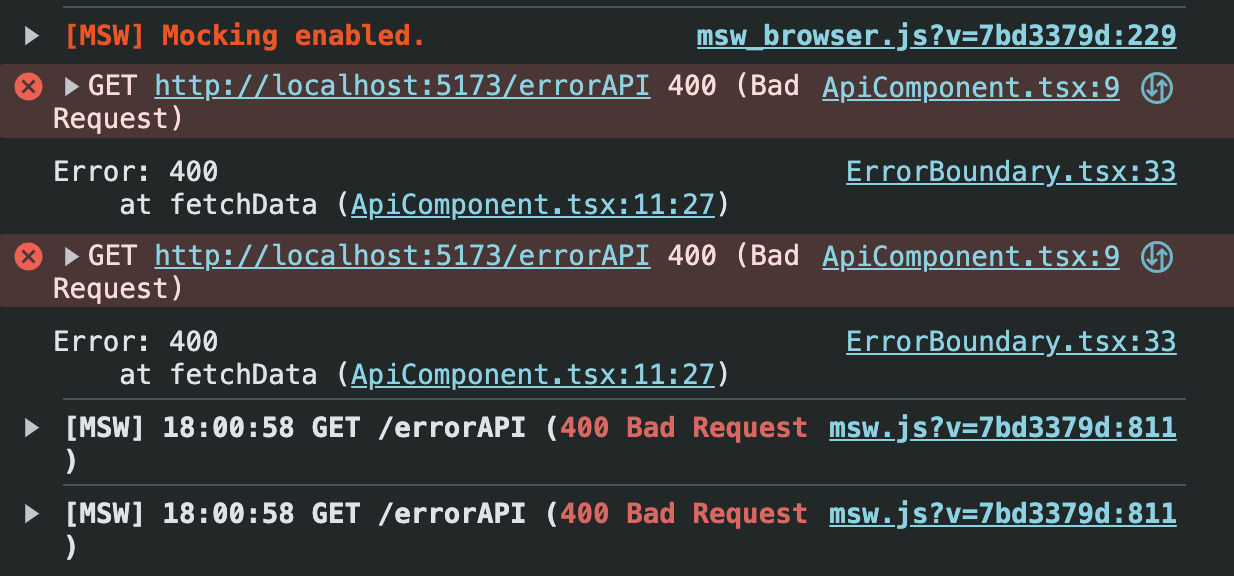 [MSW] Mocking enabled. msw_browser.js?v=7bd3379d:229
GET http://localhost:5173/errorAPI 400 (Bad ApiComponent.tsx:9
Request)
Error: 400 ErrorBoundary.tsx:33
at fetchData (ApiComponent.tsx:11:27)
GET http://localhost:5173/errorAPI 400 (Bad ApiComponent.tsx:9
Request)
Error: 400 ErrorBoundary.tsx:33
at fetchData (ApiComponent.tsx:11:27)
[MSW] 18:00:58 GET /errorAPI (400 Bad Request msw.js?v=7bd3379d:811
)
[MSW] 18:00:58 GET /errorAPI (400 Bad Request msw.js?v=7bd3379d:811
)